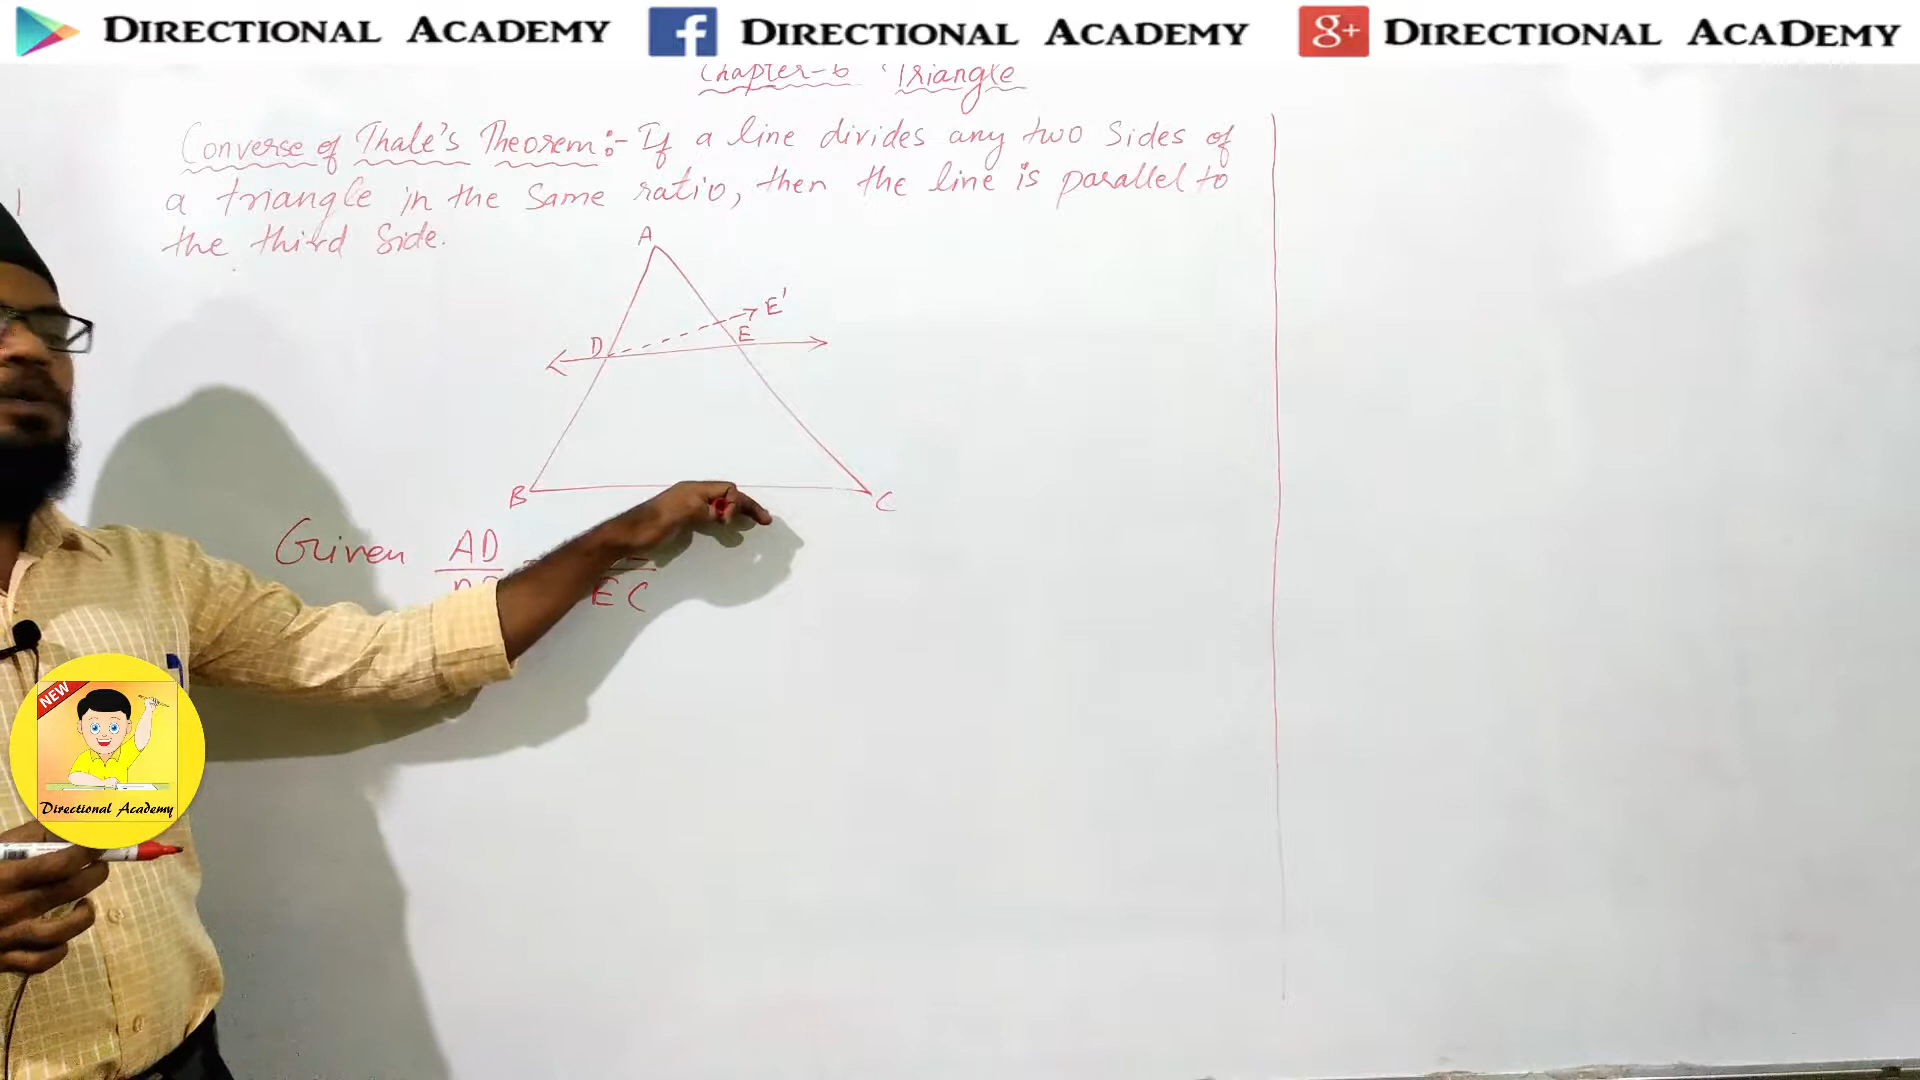 DIRECTIONAL ACADEMY
DIRECTIONAL ACADEMY
g+ DIRECTIONAL ACADEMY
Chapter-6 Triangle
Converse of Thale's Theorem:- If a line divides any two Sides of
a triangle in the Same ratio, then the line is parallel to
the third Side.
A
E'
D E
B C
Given AD
EC
NEW
Directional Academy